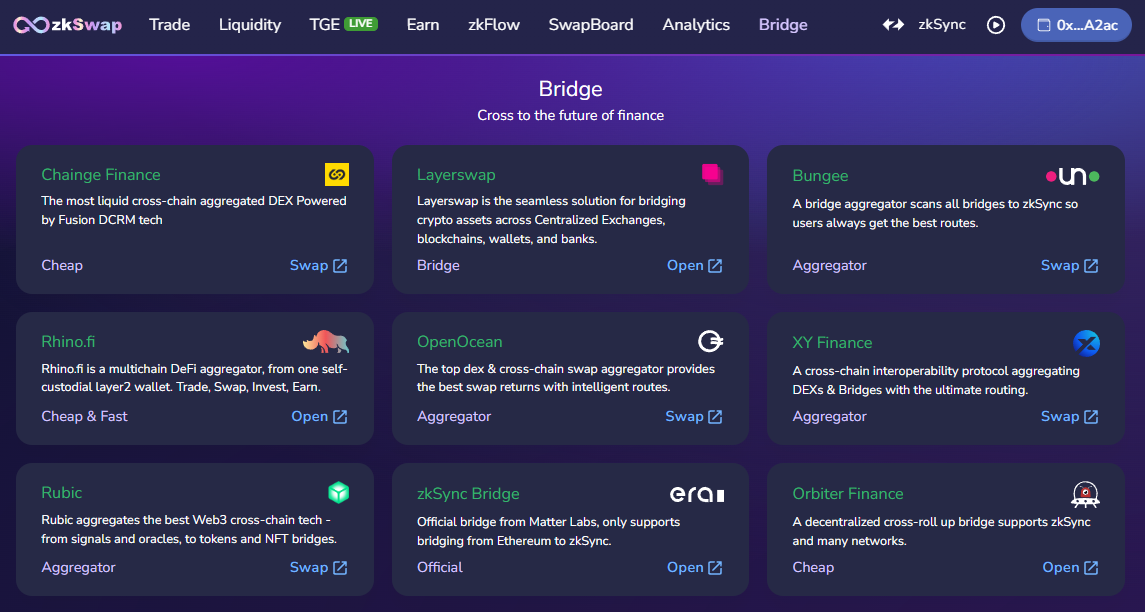 zkSwap Trade Liquidity TGE LIVE Earn zkFlow SwapBoard Analytics Bridge zkSync 0x...A2ac
Bridge
Cross to the future of finance
Chainge Finance
The most liquid cross-chain aggregated DEX Powered
by Fusion DCRM tech
Cheap Swap
Layerswap
Layerswap is the seamless solution for bridging
crypto assets across Centralized Exchanges,
blockchains, wallets, and banks.
Bridge Open
Bungee
A bridge aggregator scans all bridges to zkSync so
users always get the best routes.
Aggregator Swap
Rhino.fi
Rhino.fi is a multichain DeFi aggregator, from one self-
custodial layer2 wallet. Trade, Swap, Invest, Earn.
Cheap & Fast Open
OpenOcean
The top dex & cross-chain swap aggregator provides
the best swap returns with intelligent routes.
Aggregator Swap
XY Finance
A cross-chain interoperability protocol aggregating
DEXs & Bridges with the ultimate routing.
Aggregator Swap
Rubic
Rubic aggregates the best Web3 cross-chain tech -
from signals and oracles, to tokens and NFT bridges.
Aggregator Swap
zkSync Bridge era
Official bridge from Matter Labs, only supports
bridging from Ethereum to zkSync.
Official Open
Orbiter Finance
A decentralized cross-roll up bridge supports zkSync
and many networks.
Cheap Open